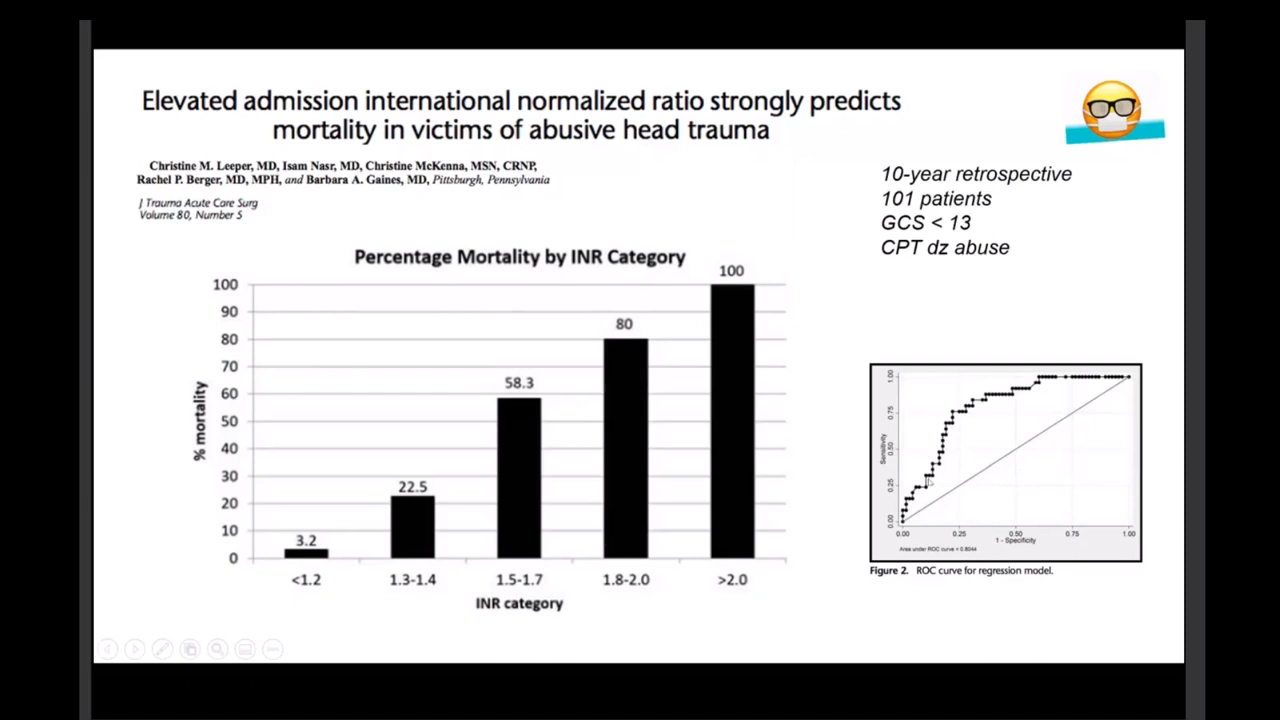 Elevated admission international normalized ratio strongly predicts
mortality in victims of abusive head trauma
Christine M. Leeper, MD, Isam Nasr, MD, Christine McKenna, MSN, CRNP,
Rachel P. Berger, MD, MPH, and Barbara A. Gaines, MD, Pittsburgh, Pennsylvania
J Trauma Acute Care Surg
Volume 80, Number 5
10-year retrospective
101 patients
GCS < 13
CPT dz abuse
Percentage Mortality by INR Category
% mortality
100
90
80
70
60
50
40
30
20
10
0
3.2
22.5
58.3
80
100
<1.2
1.3-1.4
1.5-1.7
1.8-2.0
>2.0
INR category
Sensitivity
1.00
0.75
0.50
0.25
0.00
0.00
0.25
0.50
0.75
1.00
1 - Specificity
Area under ROC curve = 0.8044
Figure 2. ROC curve for regression model.